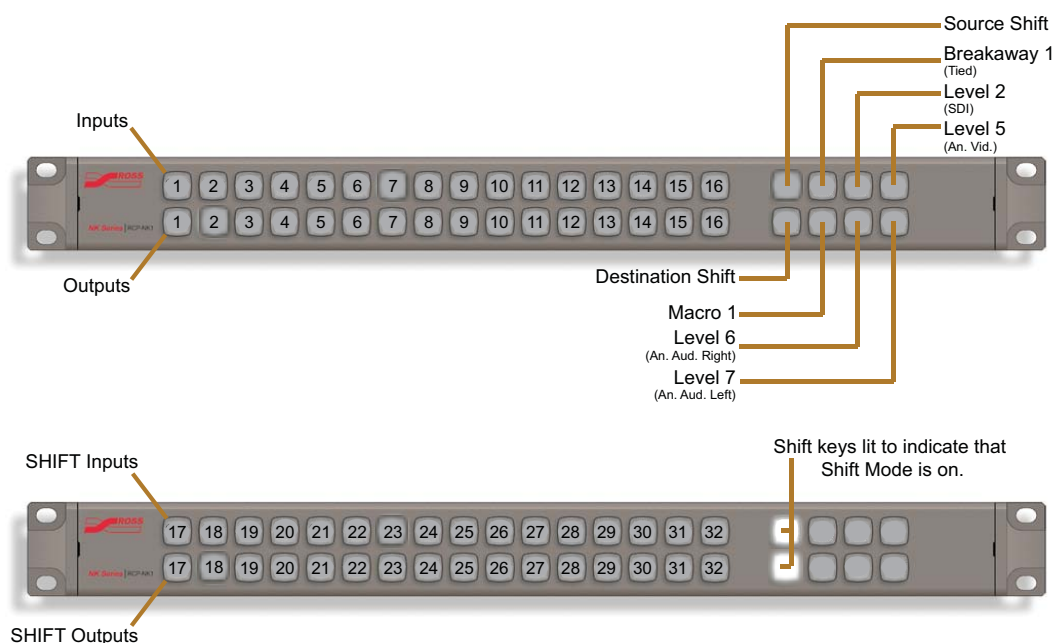 Source Shift
Breakaway 1
(Tied)
Level 2
(SDI)
Level 5
(An. Vid.)
Inputs
ROSS
1 2 3 4 5 6 7 8 9 10 11 12 13 14 15 16
1 2 3 4 5 6 7 8 9 10 11 12 13 14 15 16
NK Series | RCP-NK1
Outputs
Destination Shift
Macro 1
Level 6
(An. Aud. Right)
Level 7
(An. Aud. Left)
SHIFT Inputs
Shift keys lit to indicate that
Shift Mode is on.
ROSS
17 18 19 20 21 22 23 24 25 26 27 28 29 30 31 32
17 18 19 20 21 22 23 24 25 26 27 28 29 30 31 32
NK Series | RCP-NK1
SHIFT Outputs